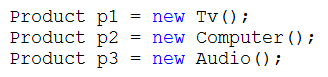 Product p1 = new Tv();
Product p2 = new Computer();
Product p3 = new Audio();